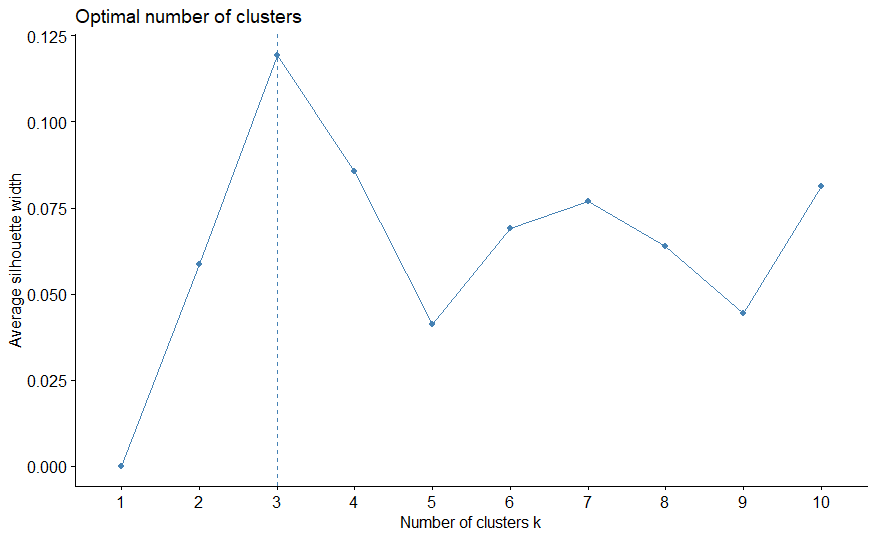 Optimal number of clusters
0.125
0.100
0.075
0.050
0.025
0.000
Average silhouette width
1 2 3 4 5 6 7 8 9 10
Number of clusters k